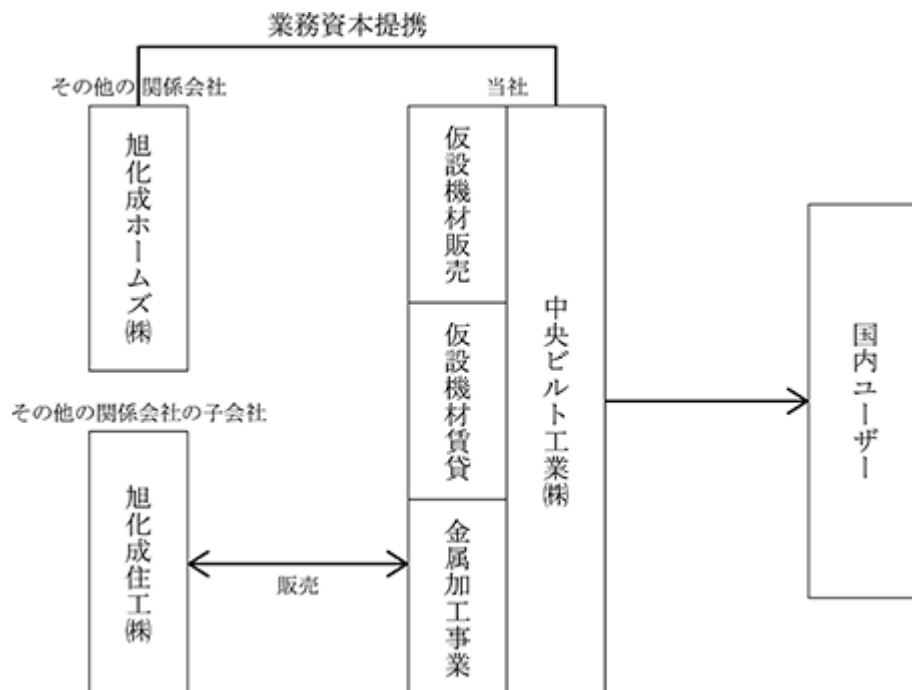 業務資本提携
その他の関係会社
当社
旭化成ホームズ㈱
仮設機材販売
仮設機材賃貸
金属加工事業
中央ビルト工業㈱
国内ユーザー
その他の関係会社の子会社
旭化成住工㈱
販売